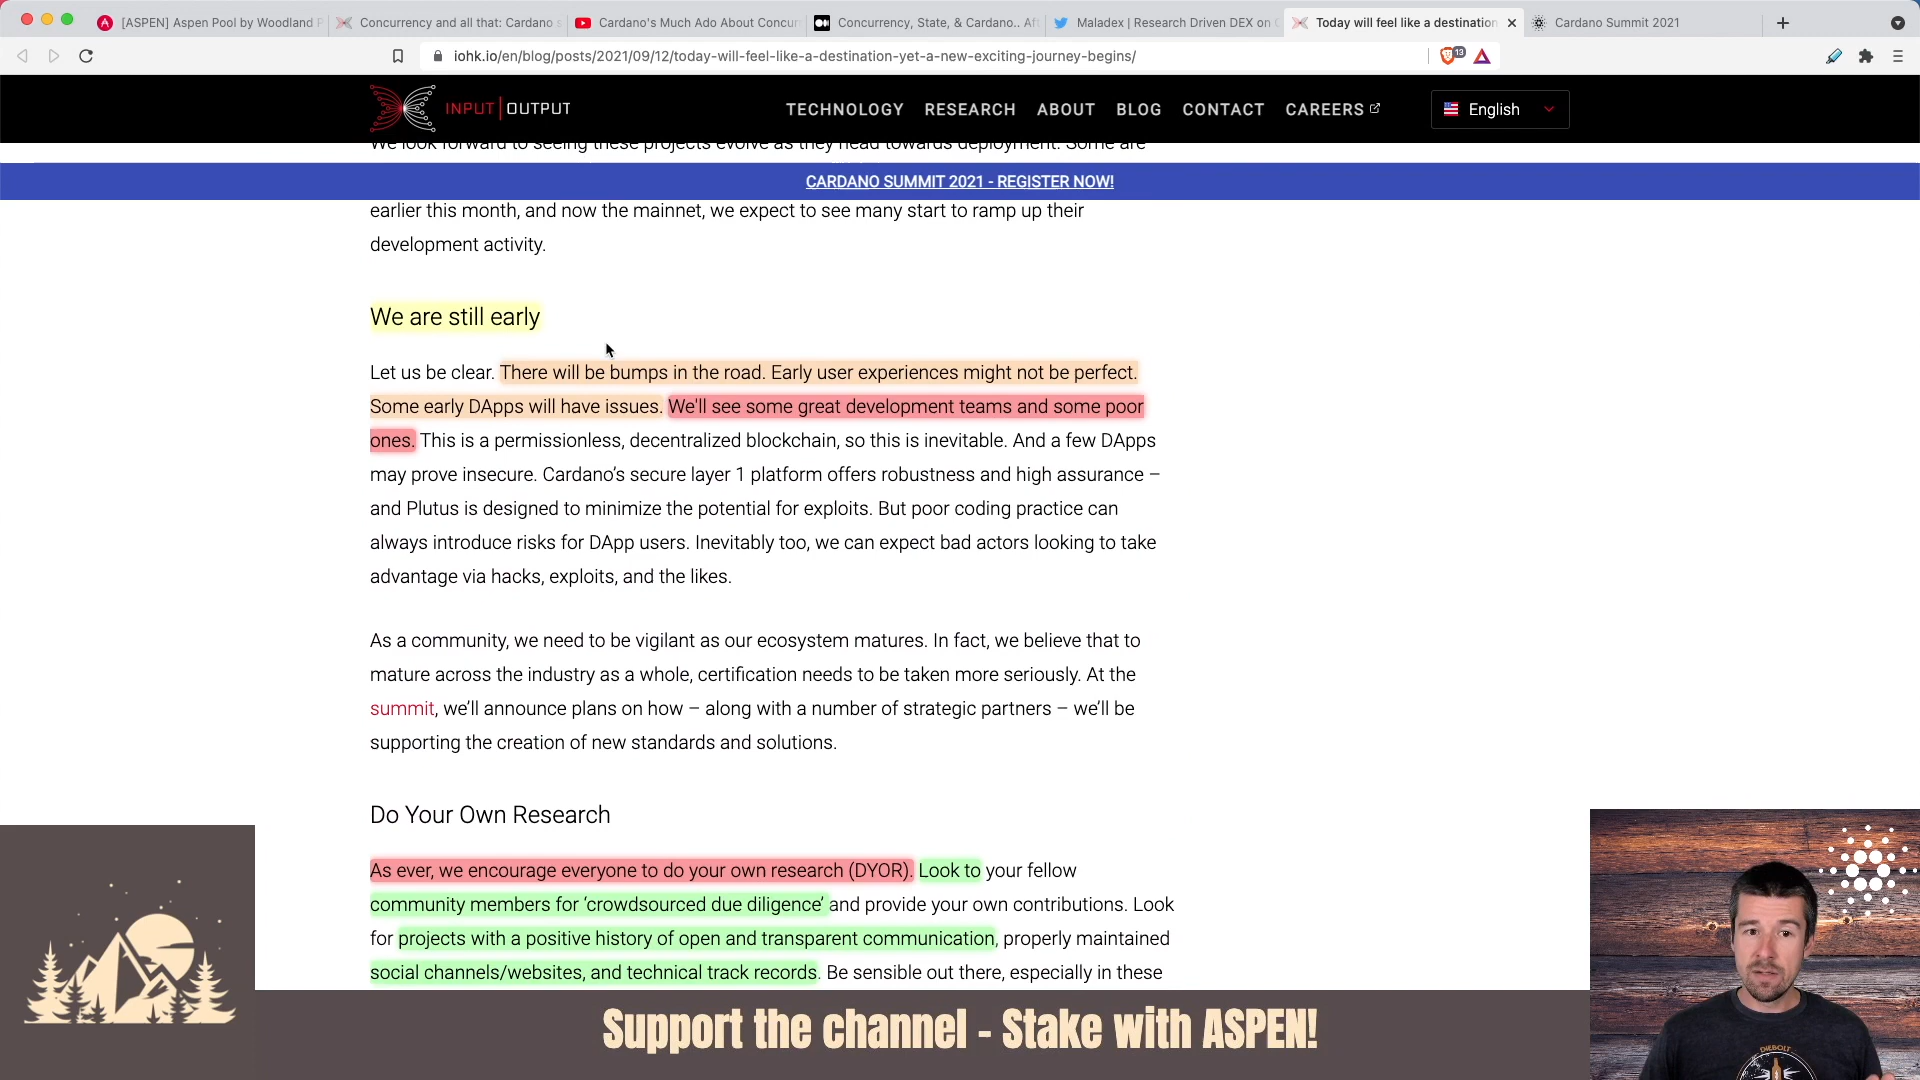 [ASPEN] Aspen Pool by Woodland P
Concurrency and all that: Cardano s
Cardano's Much Ado About Concurr
Concurrency, State, & Cardano.. Aft
Maladex | Research Driven DEX on C
Today will feel like a destination
Cardano Summit 2021
iohk.io/en/blog/posts/2021/09/12/today-will-feel-like-a-destination-yet-a-new-exciting-journey-begins/
13
INPUT | OUTPUT
TECHNOLOGY RESEARCH ABOUT BLOG CONTACT CAREERS
English
We look forward to seeing these projects evolve as they head towards deployment. Some are
CARDANO SUMMIT 2021 - REGISTER NOW!
earlier this month, and now the mainnet, we expect to see many start to ramp up their
development activity.
We are still early
Let us be clear. There will be bumps in the road. Early user experiences might not be perfect.
Some early DApps will have issues. We'll see some great development teams and some poor
ones. This is a permissionless, decentralized blockchain, so this is inevitable. And a few DApps
may prove insecure. Cardano’s secure layer 1 platform offers robustness and high assurance –
and Plutus is designed to minimize the potential for exploits. But poor coding practice can
always introduce risks for DApp users. Inevitably too, we can expect bad actors looking to take
advantage via hacks, exploits, and the likes.
As a community, we need to be vigilant as our ecosystem matures. In fact, we believe that to
mature across the industry as a whole, certification needs to be taken more seriously. At the
summit, we’ll announce plans on how – along with a number of strategic partners – we’ll be
supporting the creation of new standards and solutions.
Do Your Own Research
As ever, we encourage everyone to do your own research (DYOR). Look to your fellow
community members for ‘crowdsourced due diligence’ and provide your own contributions. Look
for projects with a positive history of open and transparent communication, properly maintained
social channels/websites, and technical track records. Be sensible out there, especially in these
Support the channel - Stake with ASPEN!
DIEBOLT